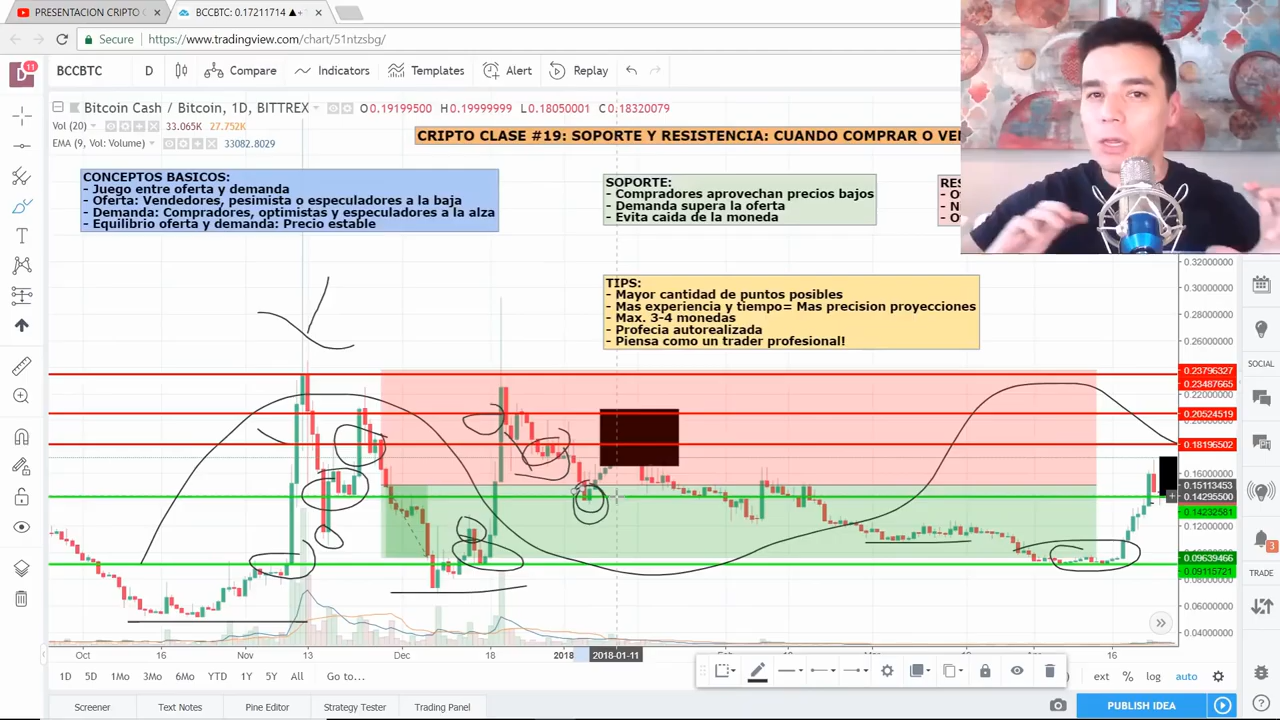 PRESENTACION CRIPTO
BCCBTC: 0.17211714
Secure
https://www.tradingview.com/chart/51ntzsbg/
11
BCCBTC
D
Compare
Indicators
Templates
Alert
Replay
Bitcoin Cash / Bitcoin, 1D, BITTREX
O0.19199500 H0.19999999 L0.18050001 C0.18320079
Vol (20)
33.065K 27.752K
EMA (9, Vol: Volume)
33082.8029
CRIPTO CLASE #19: SOPORTE Y RESISTENCIA: CUANDO COMPRAR O
CONCEPTOS BASICOS:
- Juego entre oferta y demanda
- Oferta: Vendedores, pesimista o especuladores a la baja
- Demanda: Compradores, optimistas y especuladores a la alza
- Equilibrio oferta y demanda: Precio estable
SOPORTE:
- Compradores aprovechan precios bajos
- Demanda supera la oferta
- Evita caida de la moneda
TIPS:
- Mayor cantidad de puntos posibles
- Mas experiencia y tiempo= Mas precision proyecciones
- Max. 3-4 monedas
- Profecia autorealizada
- Piensa como un trader profesional!
0.32000000
0.30000000
0.28000000
0.26000000
0.23796327
0.23487665
0.22000000
0.20524519
0.18196502
0.16000000
0.15113453
0.14295500
0.14232581
0.12000000
0.09639466
0.09115721
0.06000000
0.04000000
Oct
16
Nov
13
Dec
18
2018
2018-01-11
16
1D
5D
1Mo
3Mo
6Mo
YTD
1Y
5Y
All
Go to...
ext
%
log
auto
SOCIAL
3
TRADE
Screener
Text Notes
Pine Editor
Strategy Tester
Trading Panel
PUBLISH IDEA